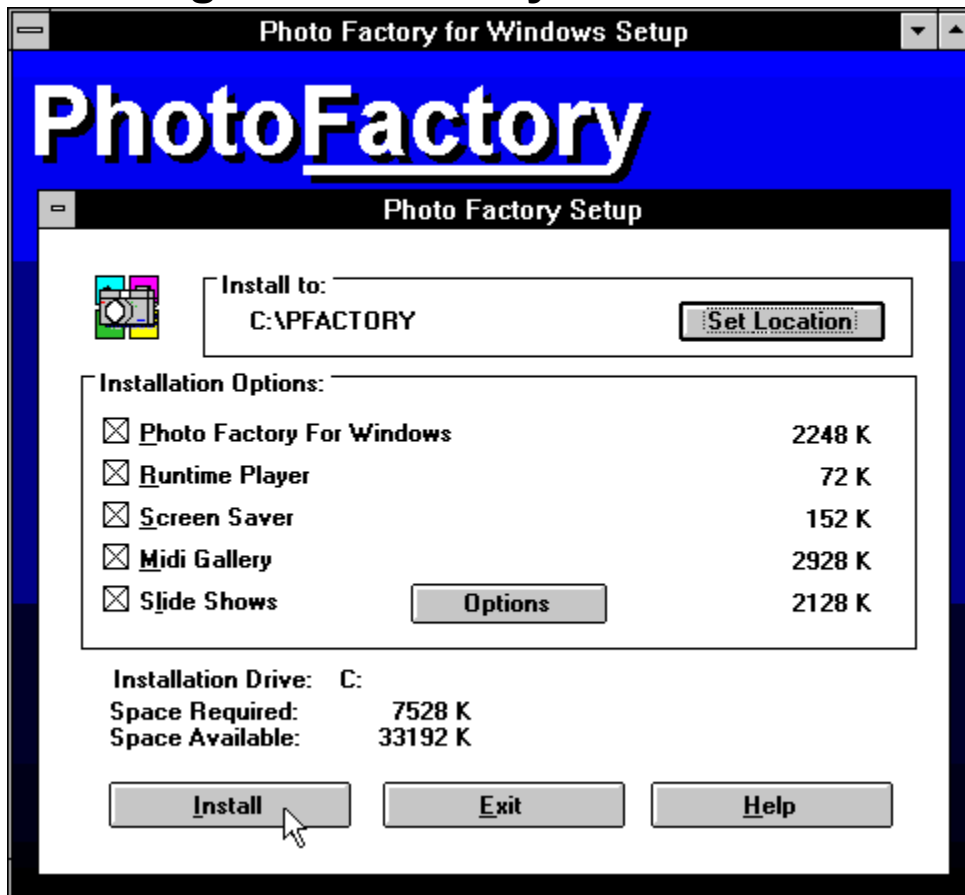 Photo Factory for Windows Setup
PhotoFactory
Photo Factory Setup
Install to:
C:\PFACTORY
Set Location
Installation Options:
Photo Factory For Windows 2248 K
Runtime Player 72 K
Screen Saver 152 K
Midi Gallery 2928 K
Slide Shows Options 2128 K
Installation Drive: C:
Space Required: 7528 K
Space Available: 33192 K
Install Exit Help